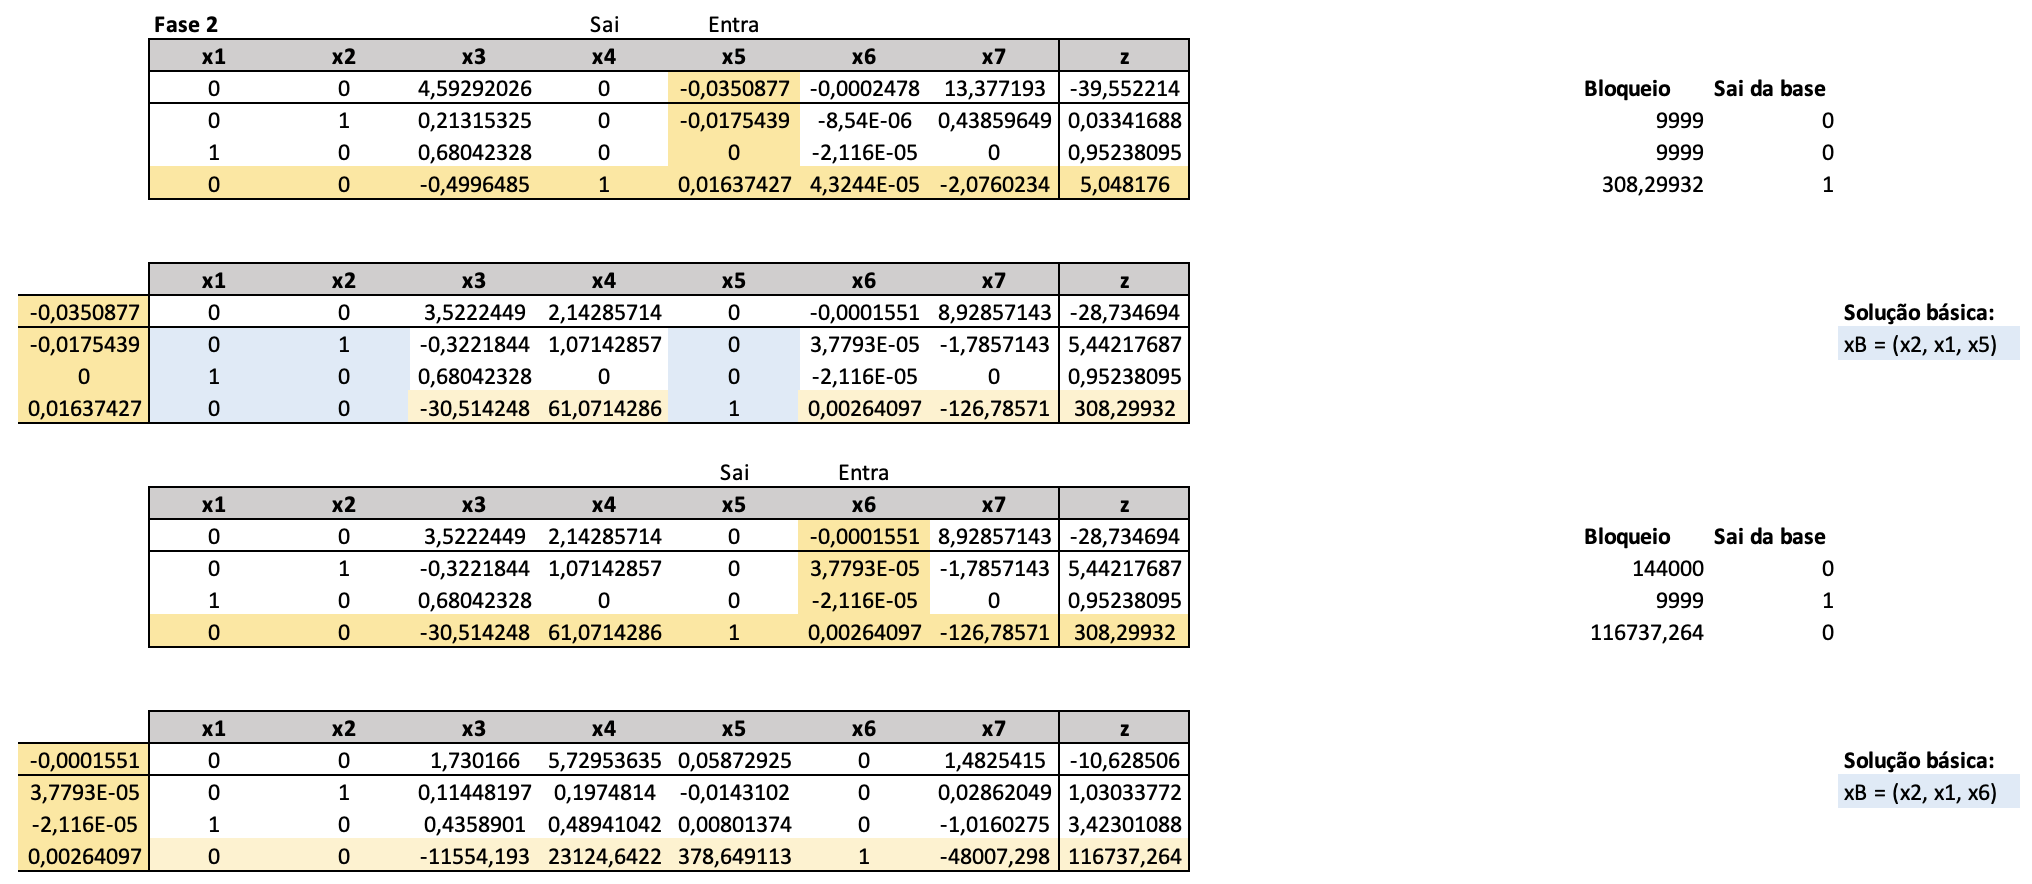 Fase 2 Sai Entra
x1 x2 x3 x4 x5 x6 x7 z
0 0 4,59292026 0 -0,0350877 -0,0002478 13,377193 -39,552214 Bloqueio Sai da base
0 1 0,21315325 0 -0,0175439 -8,54E-06 0,43859649 0,03341688 9999 0
1 0 0,68042328 0 0 -2,116E-05 0 0,95238095 9999 0
0 0 -0,4996485 1 0,01637427 4,3244E-05 -2,0760234 5,048176 308,29932 1
x1 x2 x3 x4 x5 x6 x7 z
-0,0350877 0 0 3,5222449 2,14285714 0 -0,0001551 8,92857143 -28,734694 Solução básica:
-0,0175439 0 1 -0,3221844 1,07142857 0 3,7793E-05 -1,7857143 5,44217687 xB = (x2, x1, x5)
0 1 0 0,68042328 0 0 -2,116E-05 0 0,95238095
0,01637427 0 0 -30,514248 61,0714286 1 0,00264097 -126,78571 308,29932
Sai Entra
x1 x2 x3 x4 x5 x6 x7 z
0 0 3,5222449 2,14285714 0 -0,0001551 8,92857143 -28,734694 Bloqueio Sai da base
0 1 -0,3221844 1,07142857 0 3,7793E-05 -1,7857143 5,44217687 144000 0
1 0 0,68042328 0 0 -2,116E-05 0 0,95238095 9999 1
0 0 -30,514248 61,0714286 1 0,00264097 -126,78571 308,29932 116737,264 0
x1 x2 x3 x4 x5 x6 x7 z
-0,0001551 0 0 1,730166 5,72953635 0,05872925 0 1,4825415 -10,628506 Solução básica:
3,7793E-05 0 1 0,11448197 0,1974814 -0,0143102 0 0,02862049 1,03033772 xB = (x2, x1, x6)
-2,116E-05 1 0 0,4358901 0,48941042 0,00801374 0 -1,0160275 3,42301088
0,00264097 0 0 -11554,193 23124,6422 378,649113 1 -48007,298 116737,264